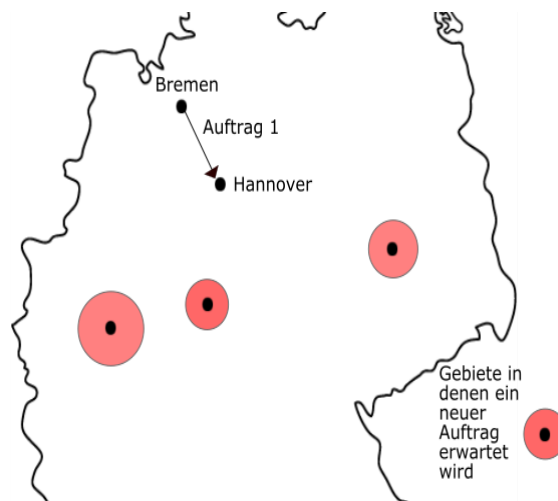 Bremen
Auftrag 1
Hannover
Gebiete in
denen ein
neuer
Auftrag
erwartet
wird